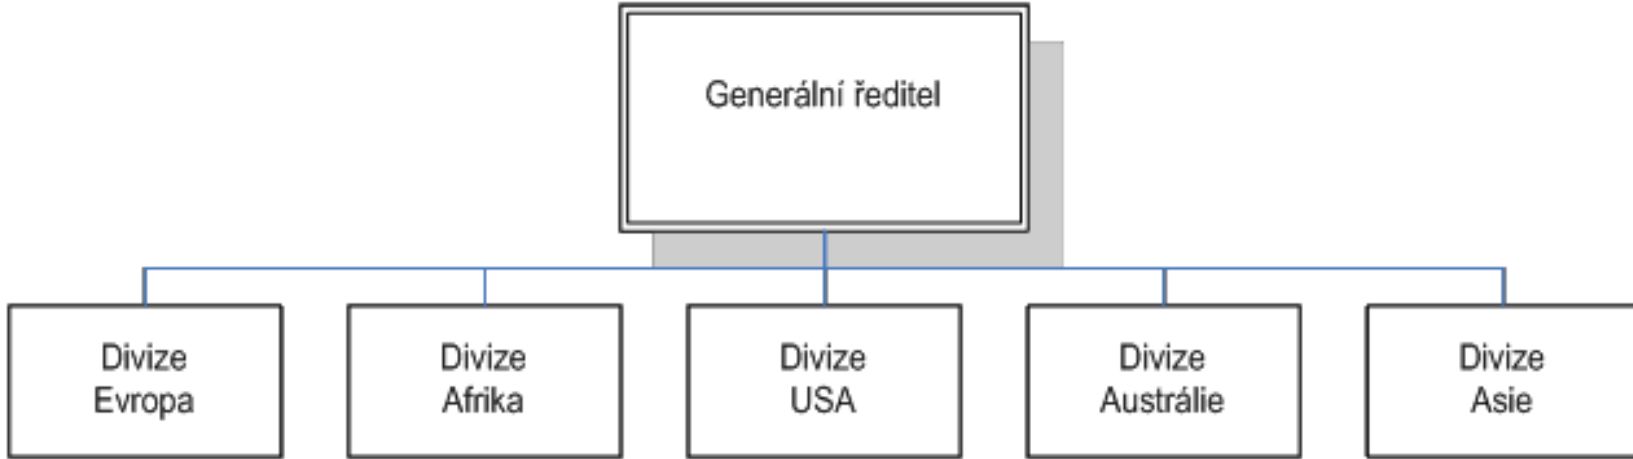 Generální ředitel
Divize
Evropa
Divize
Afrika
Divize
USA
Divize
Austrálie
Divize
Asie